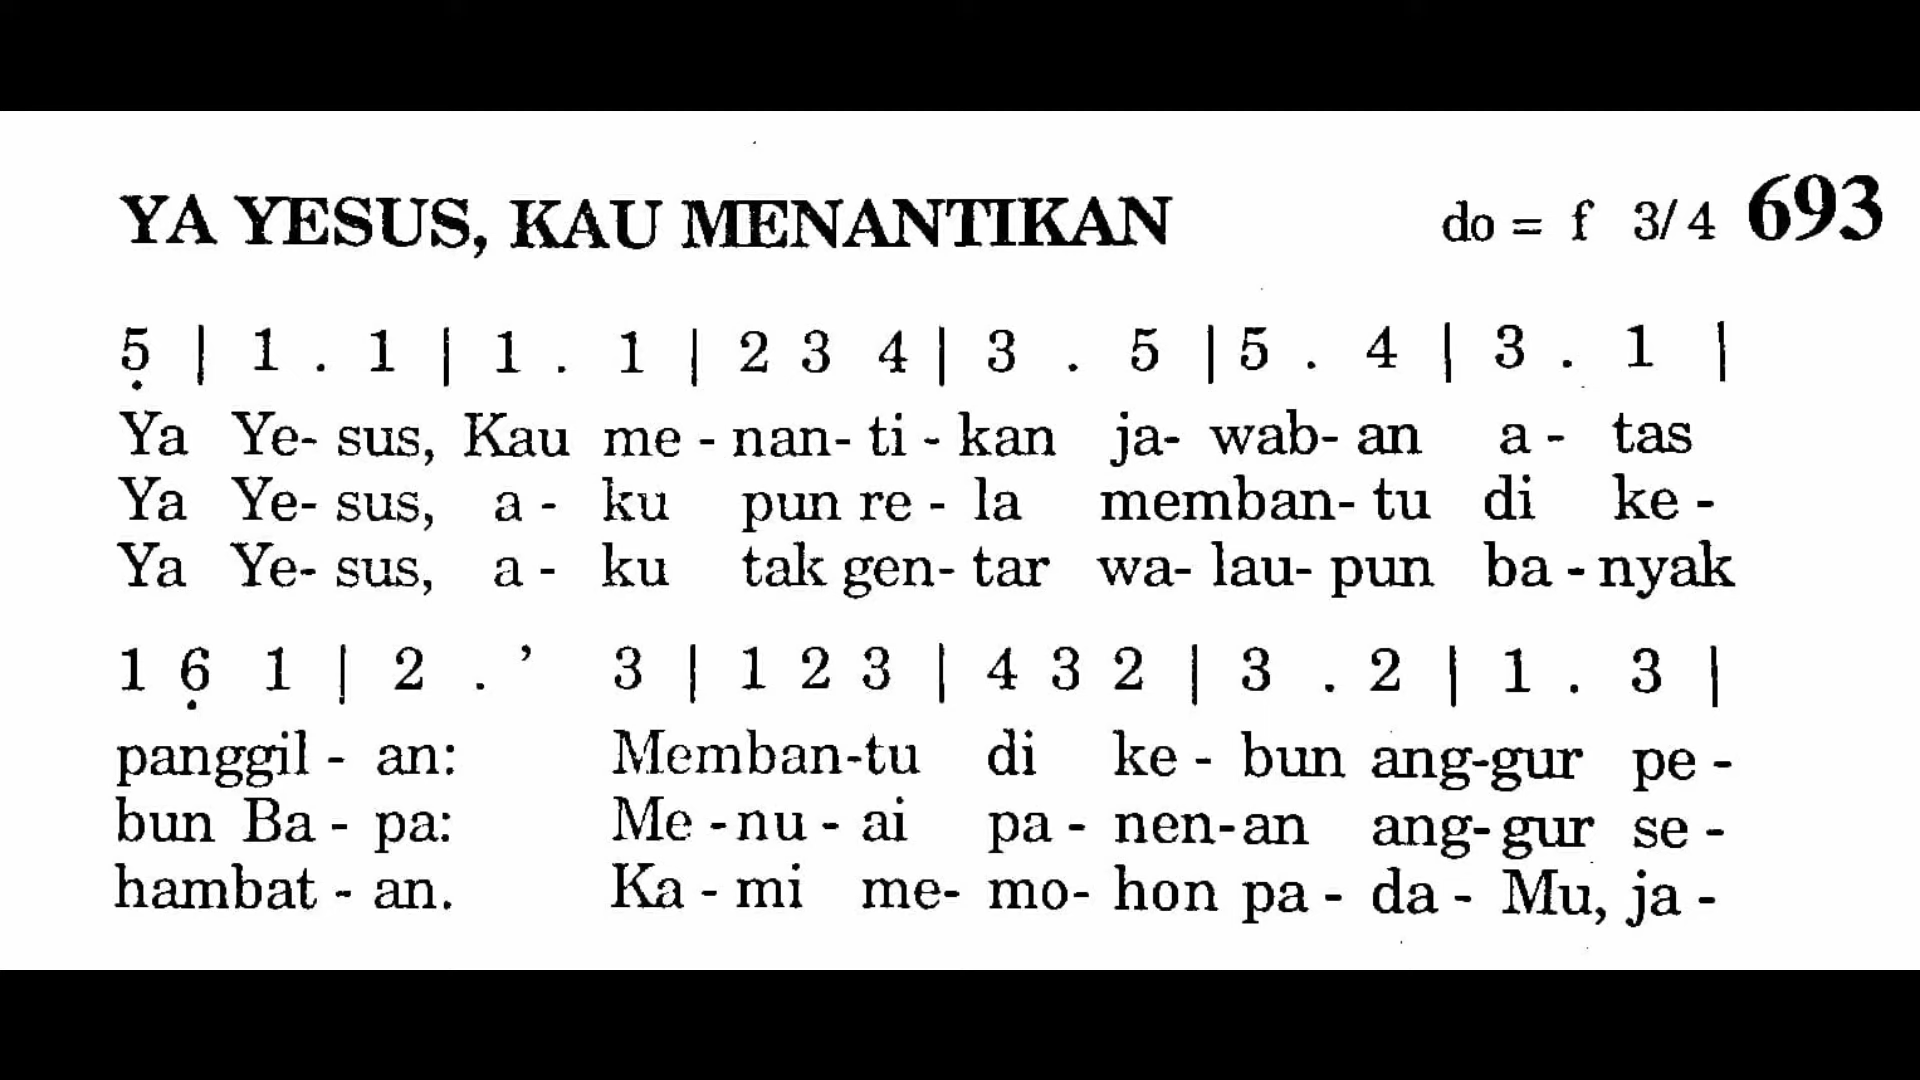 YA YESUS, KAU MENANTIKAN do = f 3/4 693
5̣ | 1 . 1 | 1 . 1 | 2 3 4 | 3 . 5 | 5 . 4 | 3 . 1 |
Ya Ye- sus, Kau me - nan- ti - kan ja- wab- an a - tas
Ya Ye- sus, a - ku pun re - la memban- tu di ke -
Ya Ye- sus, a - ku tak gen- tar wa- lau- pun ba - nyak
1 6̣ 1 | 2 . ’ 3 | 1 2 3 | 4 3 2 | 3 . 2 | 1 . 3 |
panggil - an: Memban-tu di ke - bun ang-gur pe -
bun Ba - pa: Me -nu - ai pa - nen-an ang- gur se -
hambat - an. Ka - mi me- mo- hon pa - da - Mu, ja -